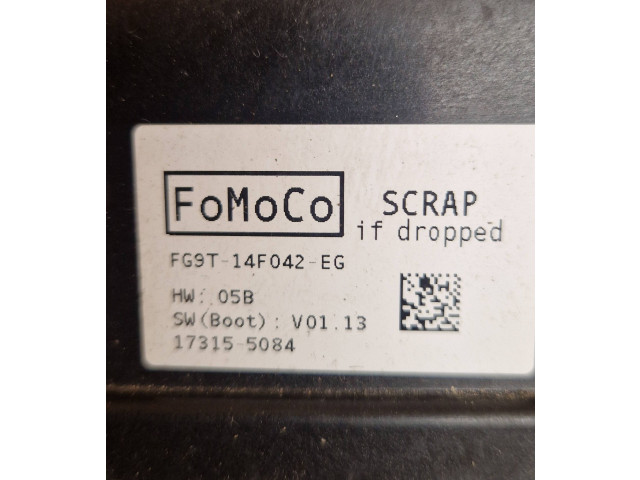 FoMoCo SCRAP
if dropped
FG9T-14F042-EG
HW: 05B
SW(Boot): V01.13
17315-5084